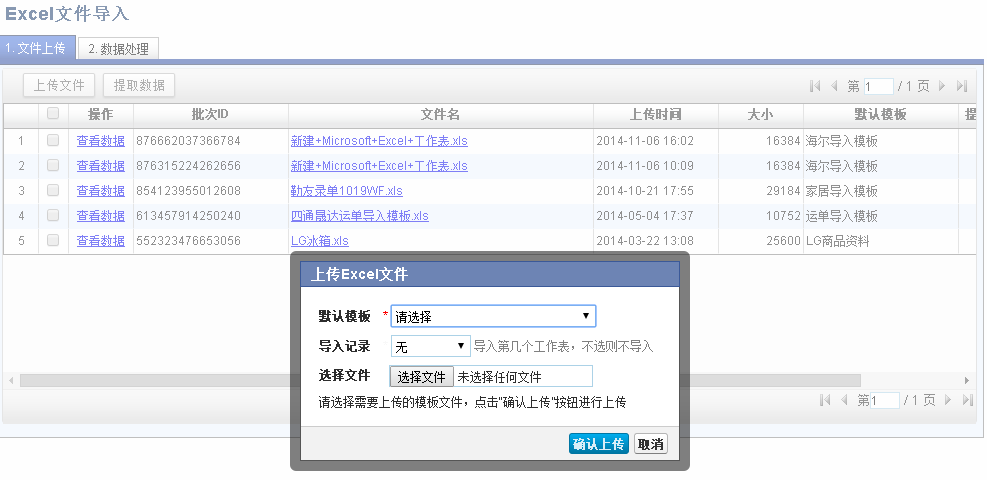 Excel文件导入
1. 文件上传 2. 数据处理
上传文件 提取数据 第 1 / 1 页
操作 批次ID 文件名 上传时间 大小 默认模板 提
1 查看数据 876662037366784 新建+Microsoft+Excel+工作表.xls 2014-11-06 16:02 16384 海尔导入模板
2 查看数据 876315224262656 新建+Microsoft+Excel+工作表.xls 2014-11-06 10:09 16384 海尔导入模板
3 查看数据 854123955012608 勤友录单1019WF.xls 2014-10-21 17:55 29184 家居导入模板
4 查看数据 613457914250240 四通晟达运单导入模板.xls 2014-05-04 17:37 10752 运单导入模板
5 查看数据 552323476653056 LG冰箱.xls 2014-03-22 13:08 25600 LG商品资料
上传Excel文件
默认模板 * 请选择
导入记录 无 导入第几个工作表，不选则不导入
选择文件 选择文件 未选择任何文件
请选择需要上传的模板文件，点击"确认上传"按钮进行上传
第 1 / 1 页
确认上传 取消